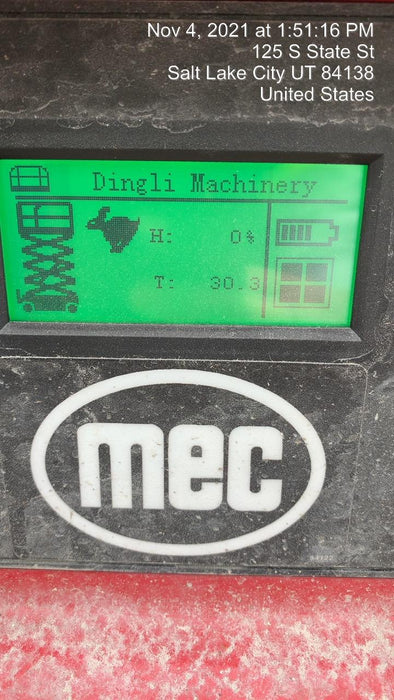 Nov 4, 2021 at 1:51:16 PM
125 S State St
Salt Lake City UT 84138
United States
Dingli Machinery
H: 0%
T: 30.3
mec